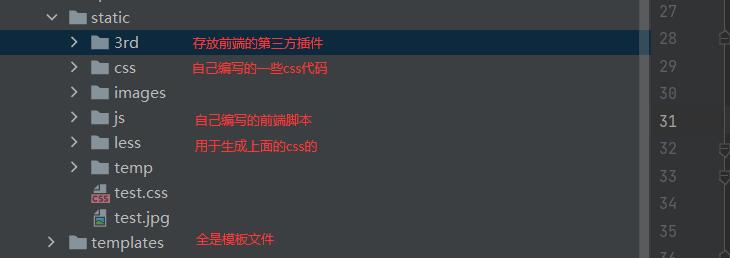 static
27
3rd 存放前端的第三方插件
28
css 自己编写的一些css代码
29
images
30
js 自己编写的前端脚本
31
less 用于生成上面的css的
32
temp
33
test.css
34
test.jpg
35
templates 全是模板文件